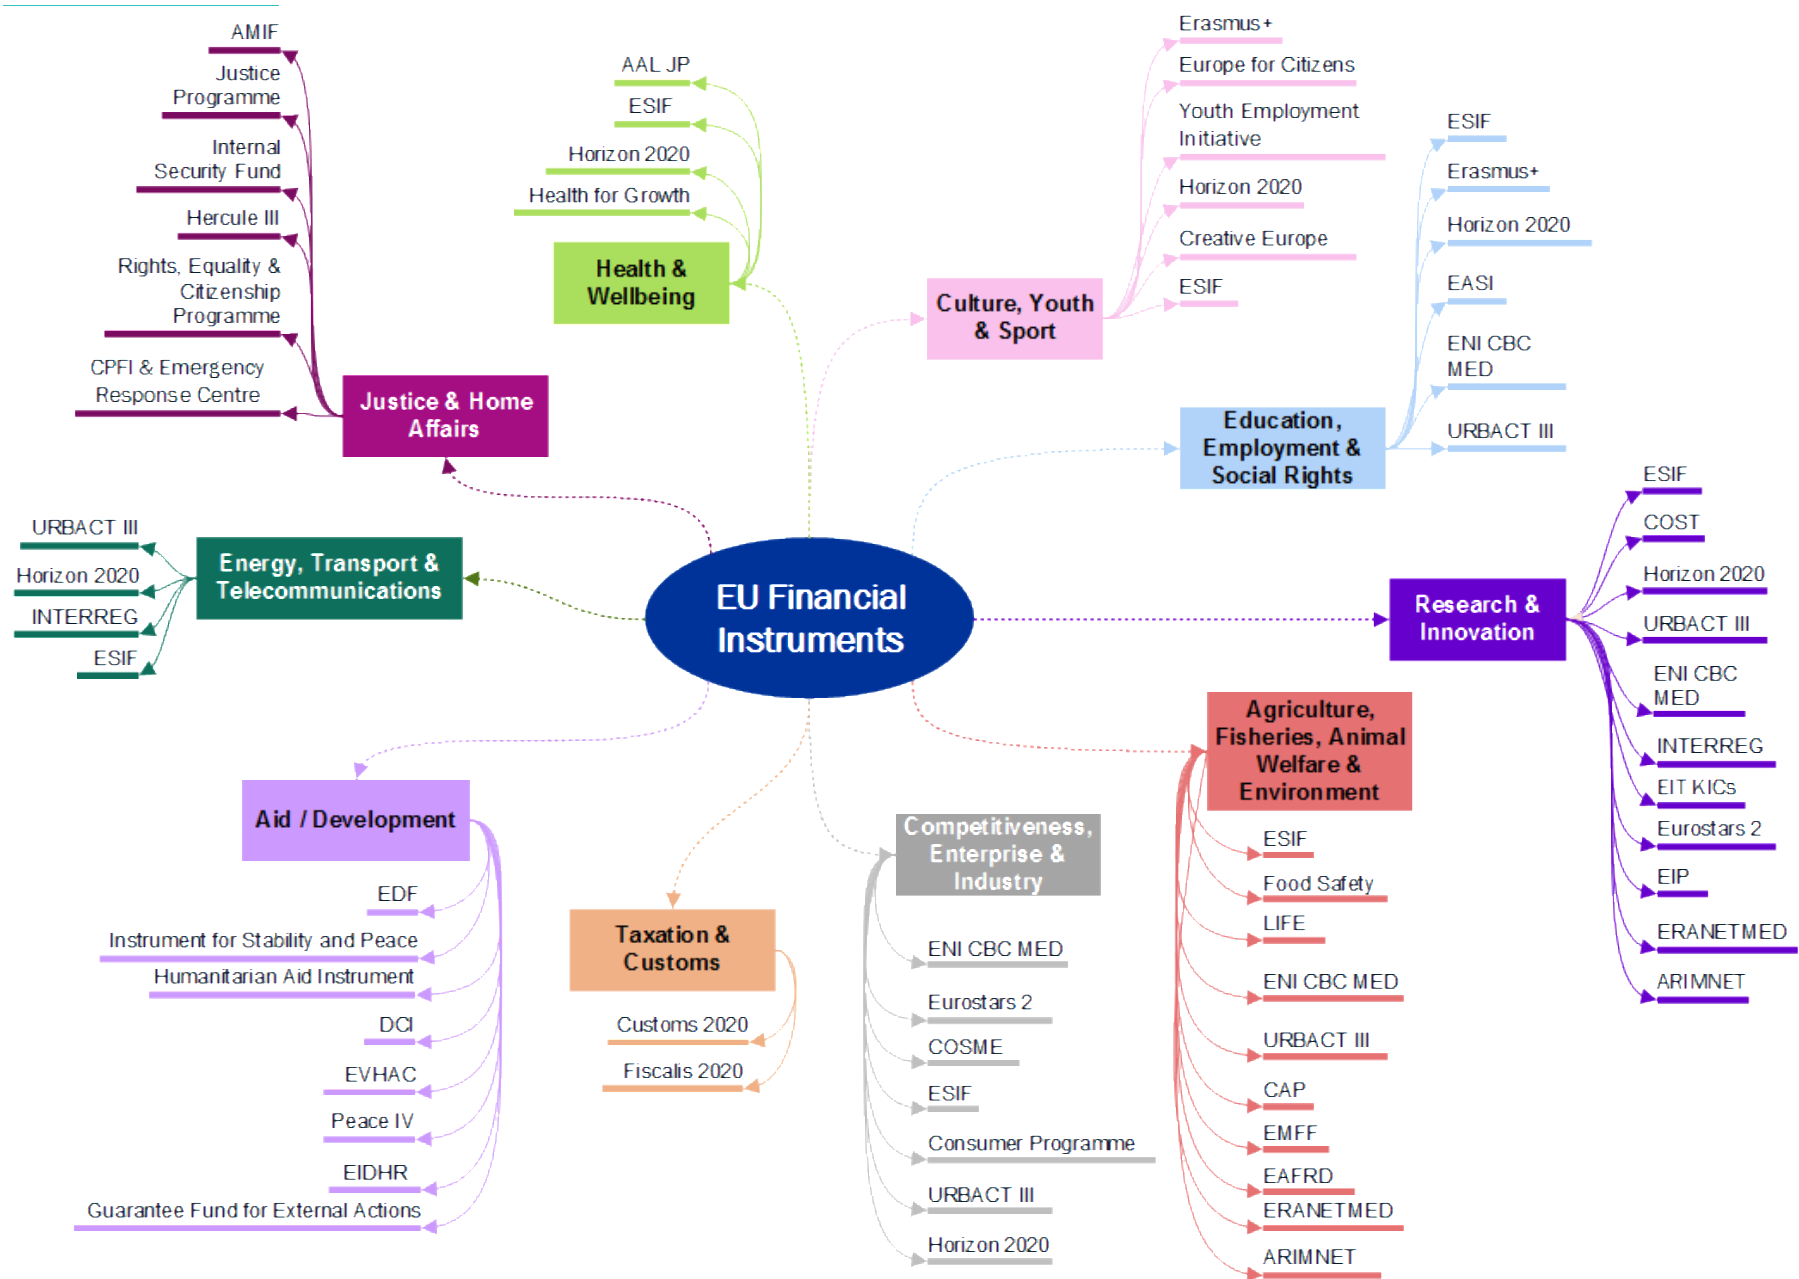 AMIF
Justice
Programme
Internal
Security Fund
Hercule III
Rights, Equality &
Citizenship
Programme
CPFI & Emergency
Response Centre
Justice & Home
Affairs
AAL JP
ESIF
Horizon 2020
Health for Growth
Health &
Wellbeing
Erasmus+
Europe for Citizens
Youth Employment
Initiative
Horizon 2020
Creative Europe
ESIF
Culture, Youth
& Sport
ESIF
Erasmus+
Horizon 2020
EASI
ENI CBC
MED
URBACT III
Education,
Employment &
Social Rights
URBACT III
Horizon 2020
INTERREG
ESIF
Energy, Transport &
Telecommunications
EU Financial
Instruments
Research &
Innovation
ESIF
COST
Horizon 2020
URBACT III
ENI CBC
MED
INTERREG
EIT KICs
Eurostars 2
EIP
ERANETMED
ARIMNET
Aid / Development
EDF
Instrument for Stability and Peace
Humanitarian Aid Instrument
DCI
EVHAC
Peace IV
EIDHR
Guarantee Fund for External Actions
Taxation &
Customs
Customs 2020
Fiscalis 2020
Competitiveness,
Enterprise &
Industry
ENI CBC MED
Eurostars 2
COSME
ESIF
Consumer Programme
URBACT III
Horizon 2020
Agriculture,
Fisheries, Animal
Welfare &
Environment
ESIF
Food Safety
LIFE
ENI CBC MED
URBACT III
CAP
EMFF
EAFRD
ERANETMED
ARIMNET